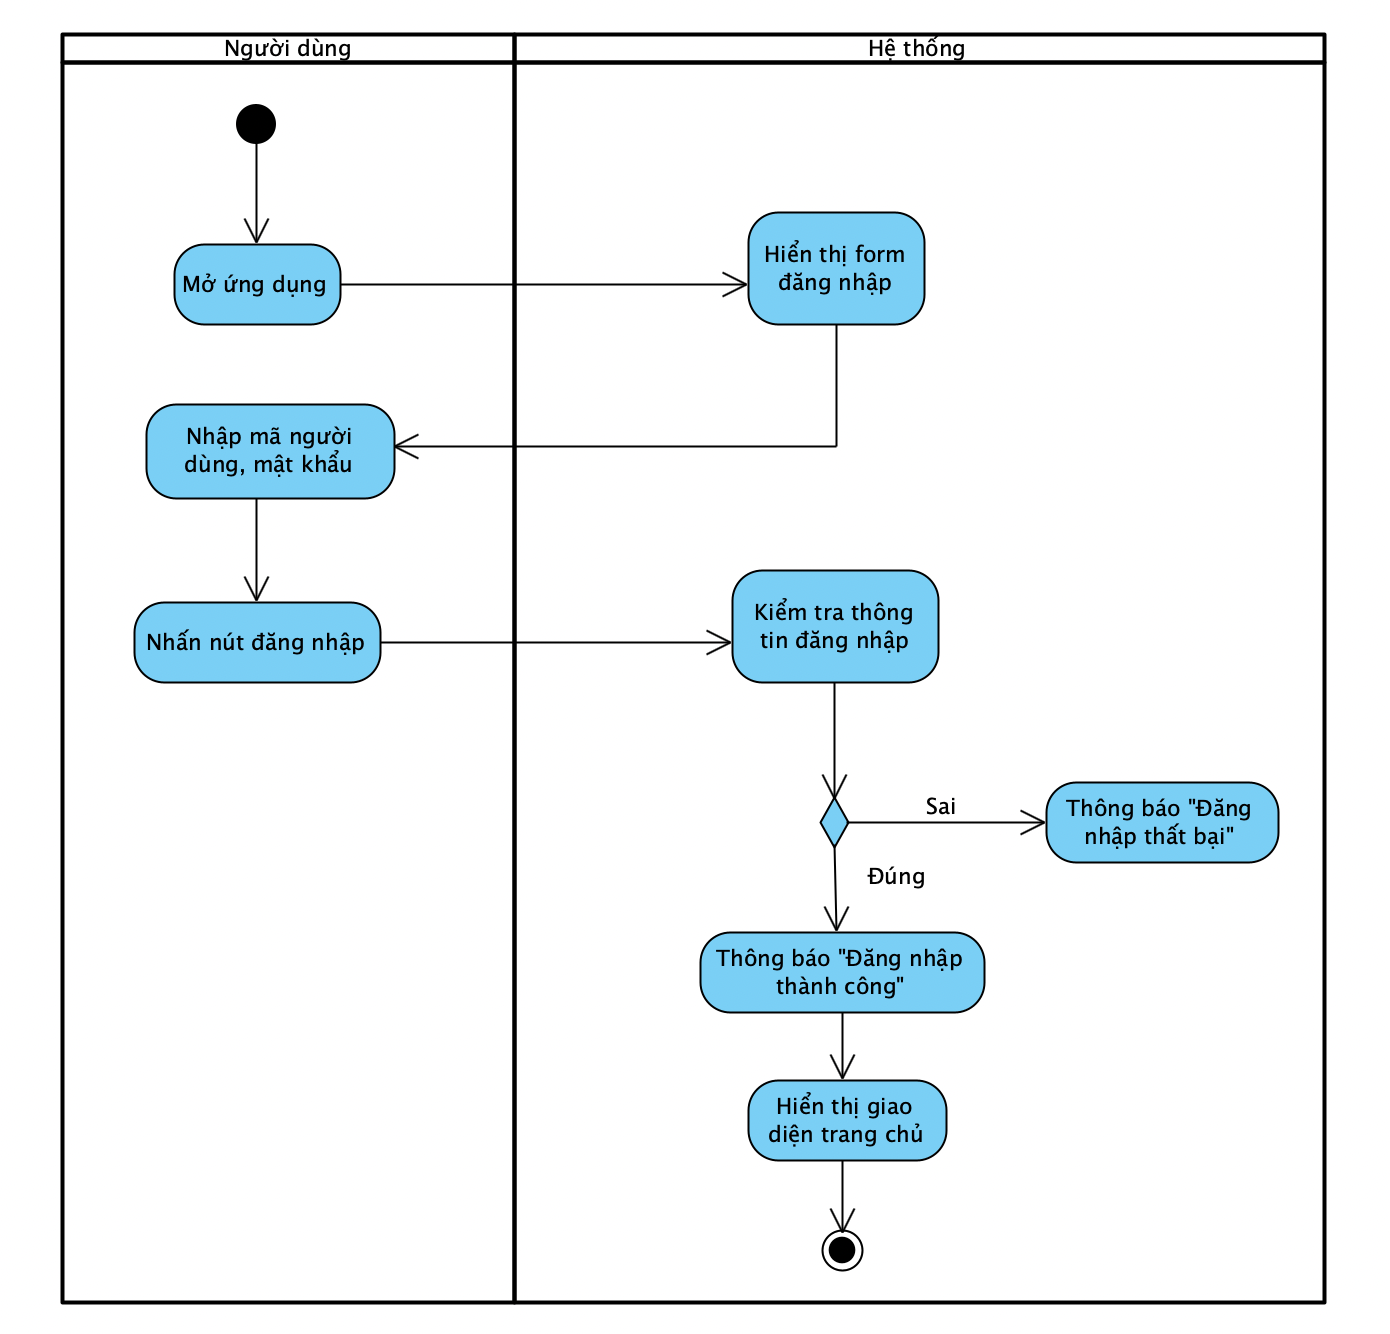 Người dùng
Hệ thống
Mở ứng dụng
Hiển thị form
đăng nhập
Nhập mã người
dùng, mật khẩu
Nhấn nút đăng nhập
Kiểm tra thông
tin đăng nhập
Sai
Thông báo "Đăng
nhập thất bại"
Đúng
Thông báo "Đăng nhập
thành công"
Hiển thị giao
diện trang chủ